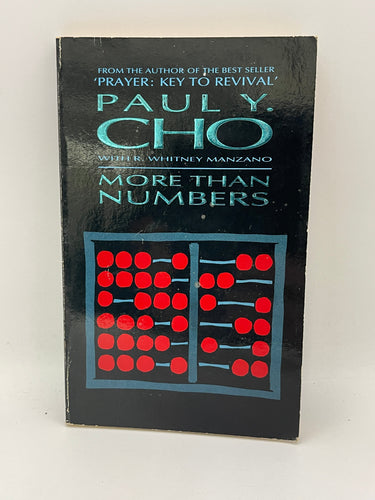 FROM THE AUTHOR OF THE BEST SELLER
'PRAYER: KEY TO REVIVAL'
PAUL Y.
CHO
WITH R. WHITNEY MANZANO
MORE THAN
NUMBERS